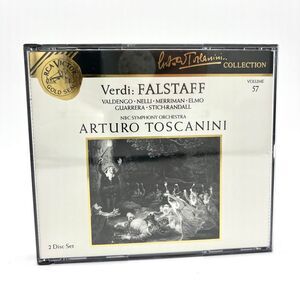 RCA VICTOR
GOLD SEAL
Arturo Toscanini
COLLECTION
Verdi: FALSTAFF
VOLUME
57
VALDENGO • NELLI • MERRIMAN • ELMO
GUARRERA • STICH-RANDALL
NBC SYMPHONY ORCHESTRA
ARTURO TOSCANINI
2 Disc Set